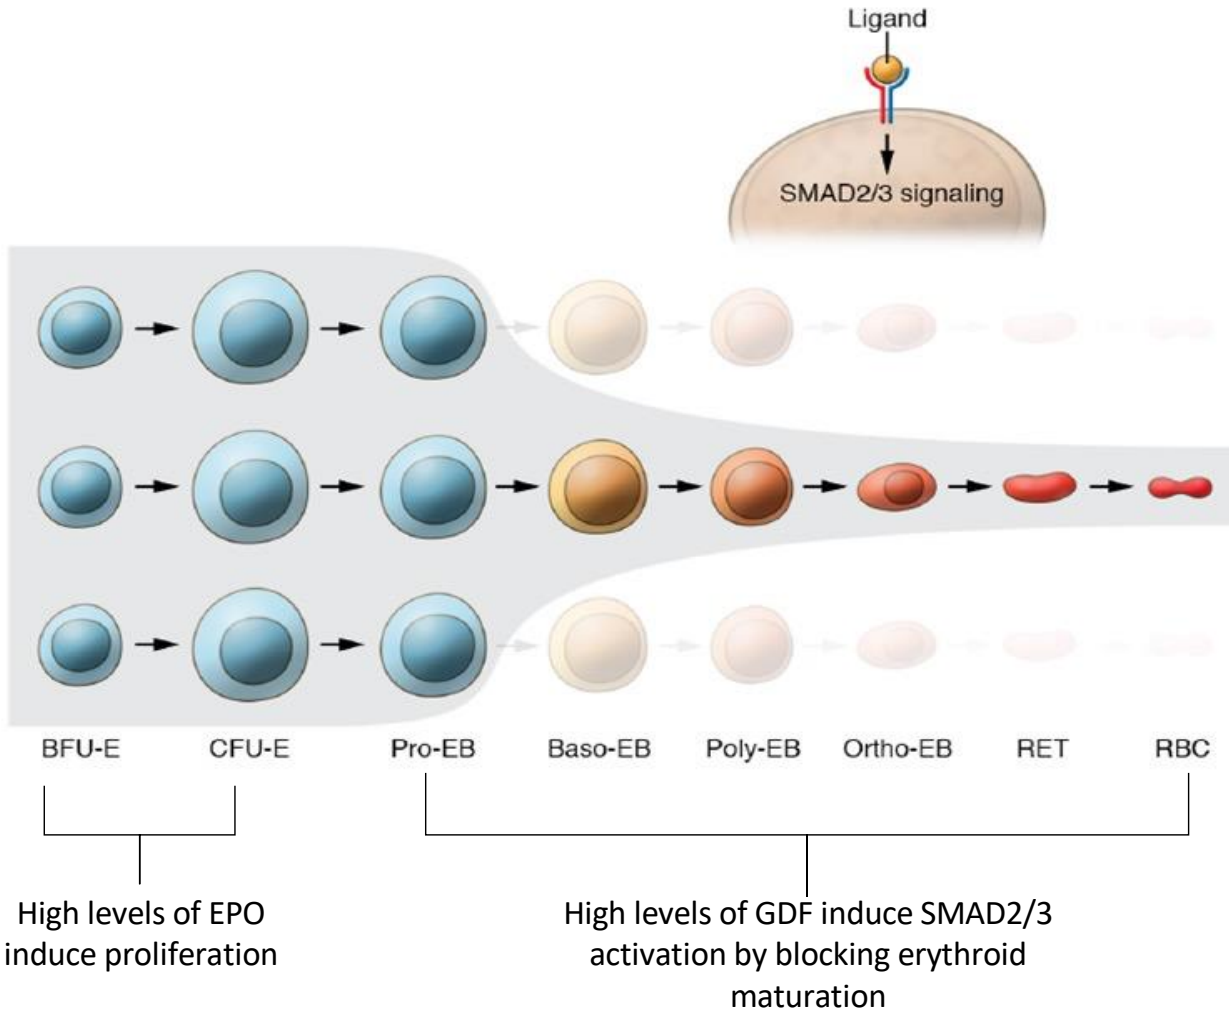 Ligand
SMAD2/3 signaling
BFU-E CFU-E Pro-EB Baso-EB Poly-EB Ortho-EB RET RBC
High levels of EPO
induce proliferation
High levels of GDF induce SMAD2/3
activation by blocking erythroid
maturation